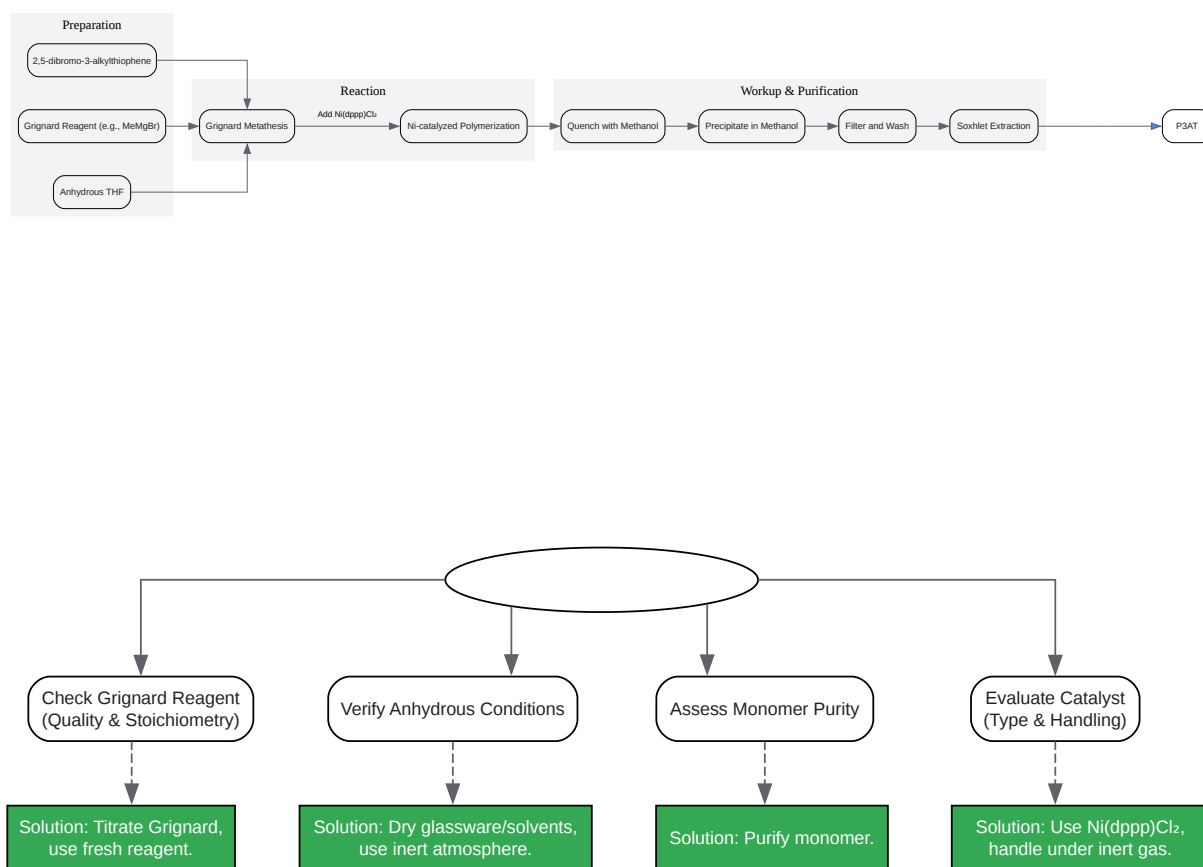 Preparation
2,5-dibromo-3-alkylthiophene
Grignard Reagent (e.g., MeMgBr)
Anhydrous THF
Reaction
Grignard Metathesis
Add Ni(dppp)Cl₂
Ni-catalyzed Polymerization
Workup & Purification
Quench with Methanol
Precipitate in Methanol
Filter and Wash
Soxhlet Extraction
P3AT
Check Grignard Reagent
(Quality & Stoichiometry)
Verify Anhydrous Conditions
Assess Monomer Purity
Evaluate Catalyst
(Type & Handling)
Solution: Titrate Grignard,
use fresh reagent.
Solution: Dry glassware/solvents,
use inert atmosphere.
Solution: Purify monomer.
Solution: Use Ni(dppp)Cl₂,
handle under inert gas.